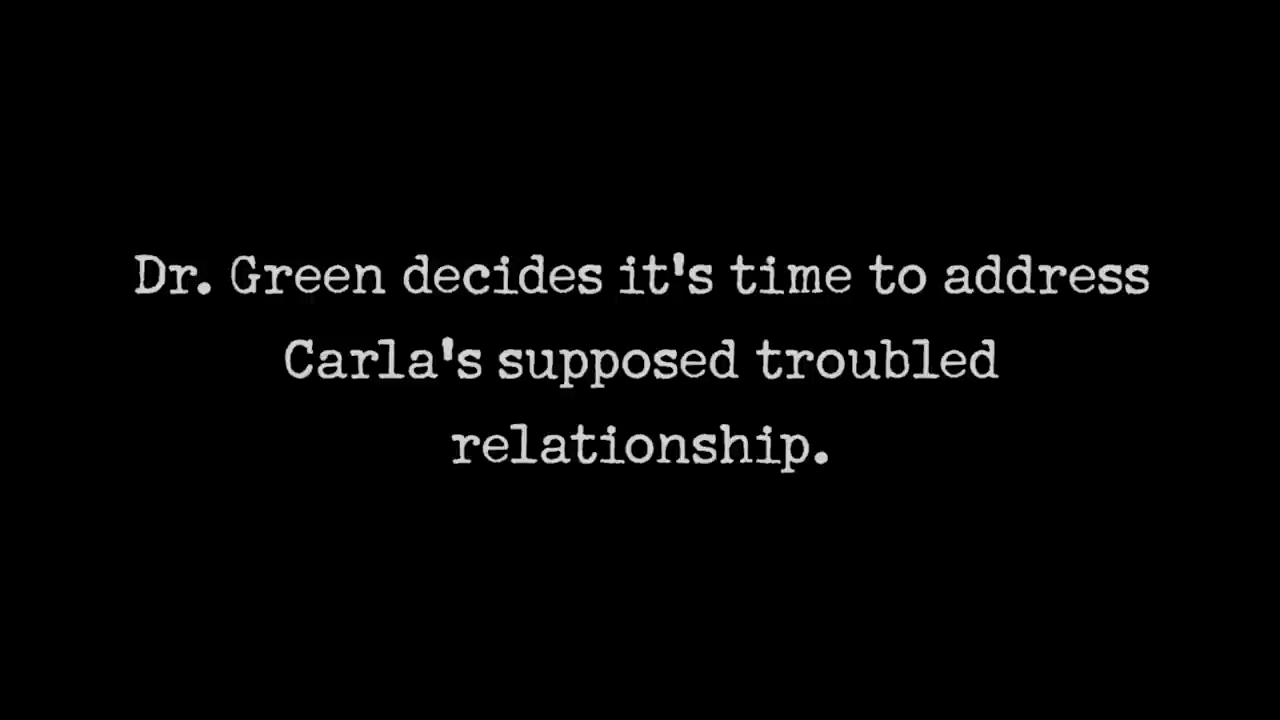 Dr. Green decides it's time to address
Carla's supposed troubled
relationship.